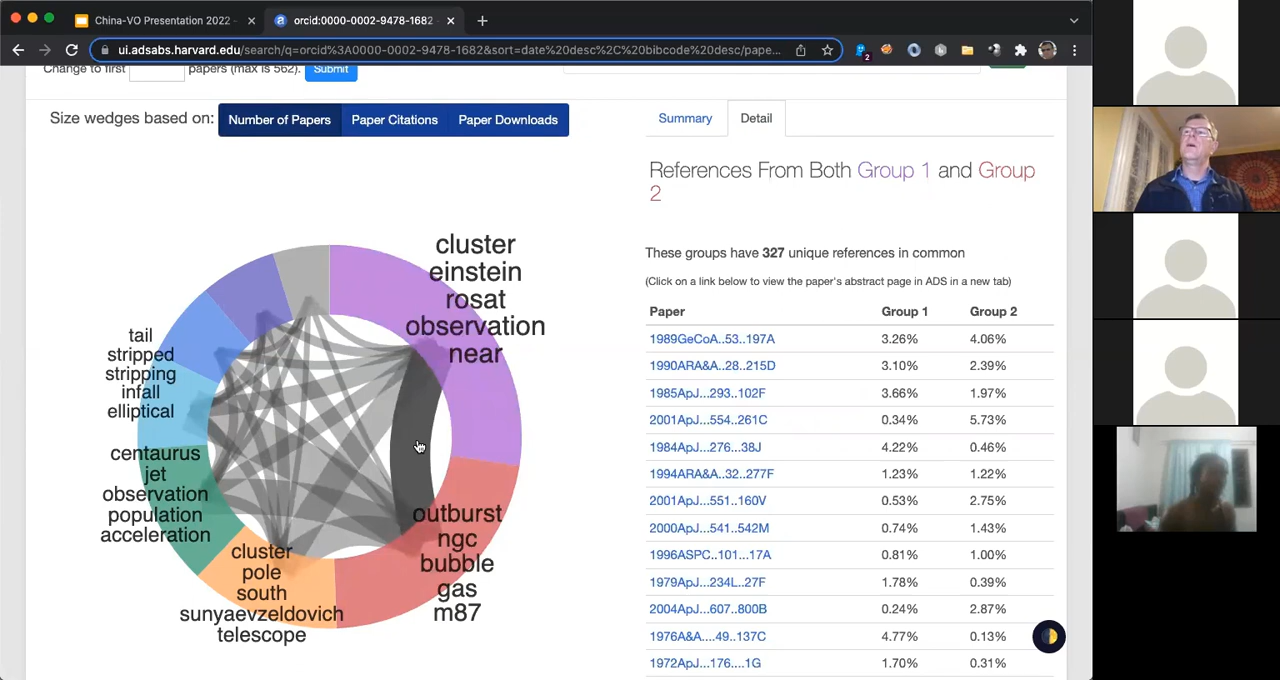 China-VO Presentation 2022 -
orcid:0000-0002-9478-1682
ui.adsabs.harvard.edu/search/q=orcid%3A0000-0002-9478-1682&sort=date%20desc%2C%20bibcode%20desc/pape...
2
Change to first papers (max is 562). Submit
Size wedges based on: Number of Papers Paper Citations Paper Downloads
Summary Detail
References From Both Group 1 and Group
2
These groups have 327 unique references in common
(Click on a link below to view the paper's abstract page in ADS in a new tab)
Paper Group 1 Group 2
1989GeCoA..53..197A 3.26% 4.06%
1990ARA&A..28..215D 3.10% 2.39%
1985ApJ...293..102F 3.66% 1.97%
2001ApJ...554..261C 0.34% 5.73%
1984ApJ...276...38J 4.22% 0.46%
1994ARA&A..32..277F 1.23% 1.22%
2001ApJ...551..160V 0.53% 2.75%
2000ApJ...541..542M 0.74% 1.43%
1996ASPC..101...17A 0.81% 1.00%
1979ApJ...234L..27F 1.78% 0.39%
2004ApJ...607..800B 0.24% 2.87%
1976A&A....49..137C 4.77% 0.13%
1972ApJ...176....1G 1.70% 0.31%
cluster
einstein
rosat
observation
near
tail
stripped
stripping
infall
elliptical
centaurus
jet
observation
population
acceleration
cluster
pole
south
sunyaevzeldovich
telescope
outburst
ngc
bubble
gas
m87